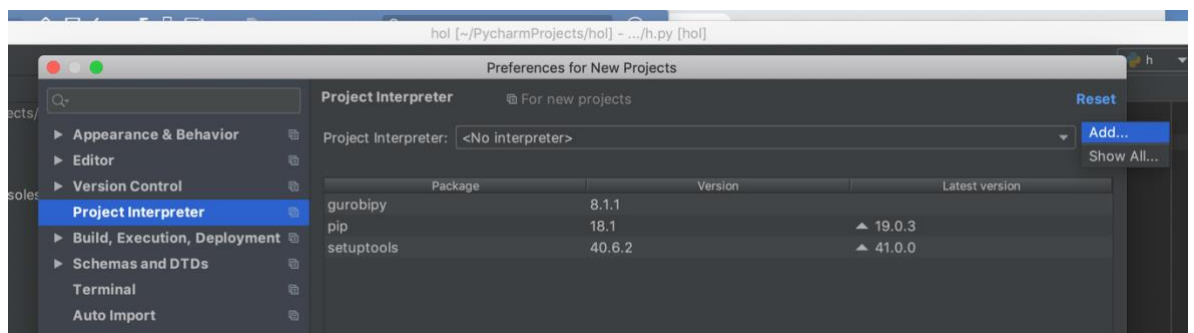 hol [~/PycharmProjects/hol] - .../h.py [hol]
h
Preferences for New Projects
ects/
soles
Appearance & Behavior
Editor
Version Control
Project Interpreter
Build, Execution, Deployment
Schemas and DTDs
Terminal
Auto Import
Project Interpreter For new projects Reset
Project Interpreter: <No interpreter>
Add...
Show All...
Package Version Latest version
gurobipy 8.1.1
pip 18.1 19.0.3
setuptools 40.6.2 41.0.0